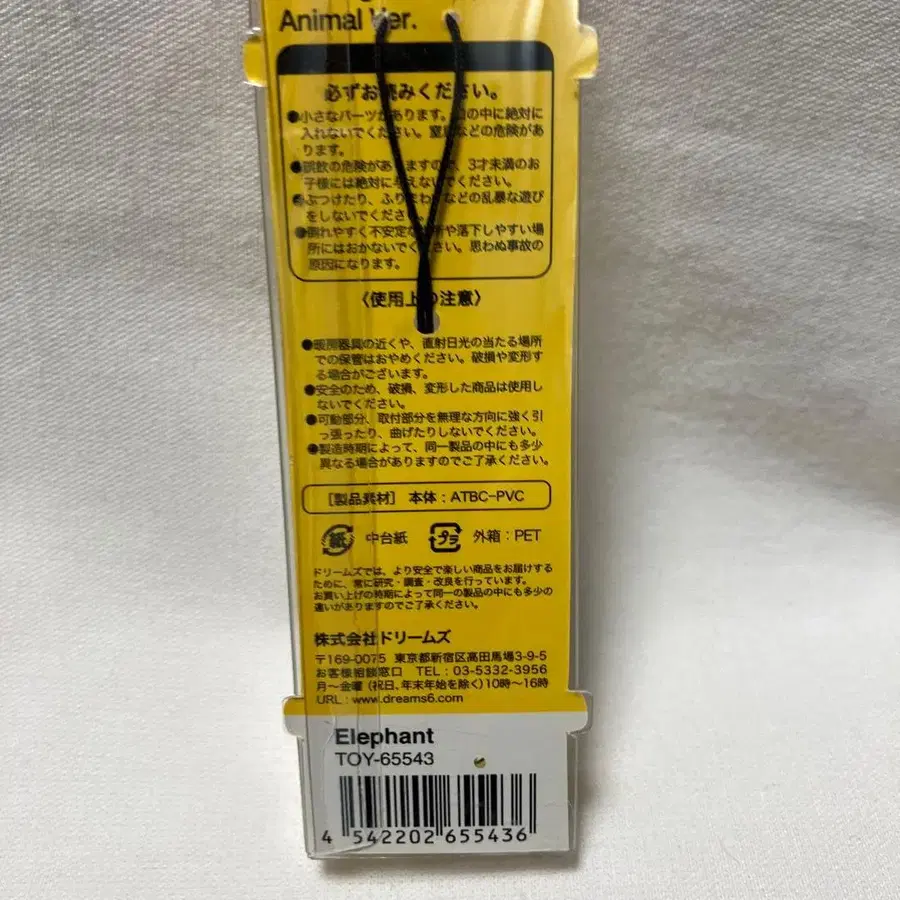 Animal Ver.
必ずお読みください。
●小さなパーツがあります。口の中に絶対に
入れないでください。窒息などの危険があ
ります。
●誤飲の危険がありますので、3才未満のお
子様には絶対に与えないでください。
●ぶつけたり、ふりまわすなどの乱暴な遊び
をしないでください。
●倒れやすく不安定な場所や落下しやすい場
所にはおかないでください。思わぬ事故の
原因になります。
〈使用上の注意〉
●暖房器具の近くや、直射日光の当たる場所
での保管はおやめください。破損や変形す
る場合がございます。
●安全のため、破損、変形した商品は使用し
ないでください。
●可動部分、取付部分を無理な方向に強く引
っ張ったり、曲げたりしないでください。
●製造時期によって、同一製品の中にも多少
異なる場合がありますのでご了承ください。
［製品素材］ 本体：ATBC-PVC
紙 中台紙 プラ 外箱：PET
ドリームズでは、より安全で楽しい商品をお届けする
ために、常に研究・調査・改良を行っています。
お買い上げの時期によって同一の製品の中にも多少の
違いがありますのでご了承ください。
株式会社ドリームズ
〒169-0075 東京都新宿区高田馬場3-9-5
お客様相談窓口 TEL：03-5332-3956
月〜金曜（祝日、年末年始を除く）10時〜16時
URL：www.dreams6.com
Elephant
TOY-65543
4 542202 655436